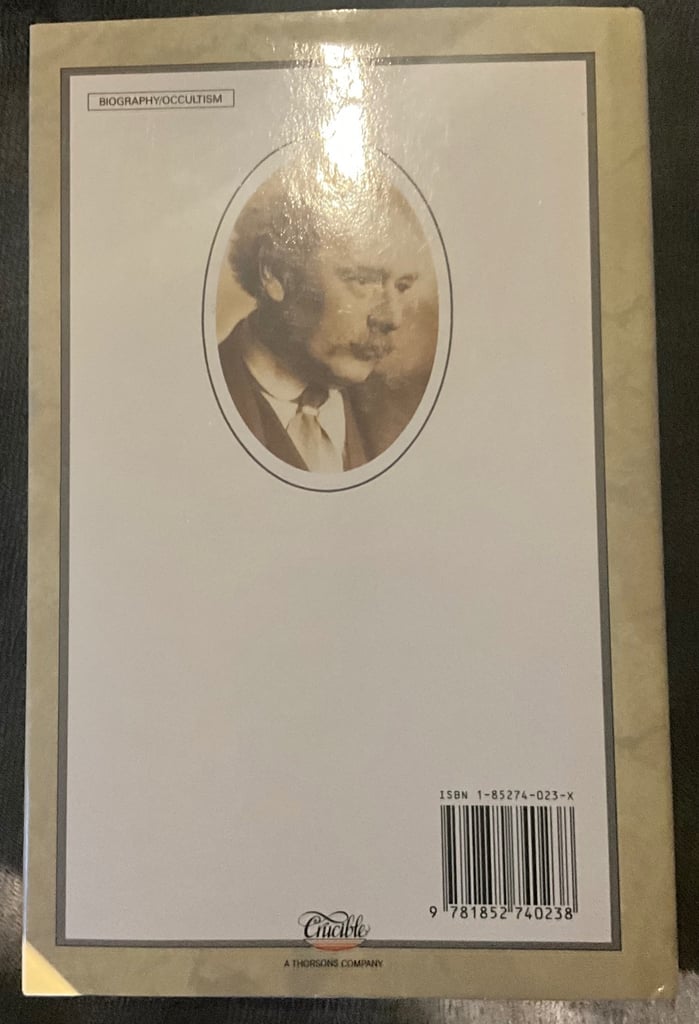 BIOGRAPHY/OCCULTISM
ISBN 1-85274-023-X
9 781852 740238
Crucible
A THORSONS COMPANY